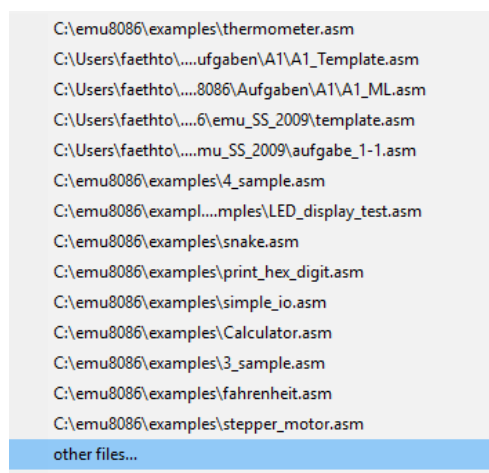 C:\emu8086\examples\thermometer.asm
C:\Users\faethto\....ufgaben\A1\A1_Template.asm
C:\Users\faethto\....8086\Aufgaben\A1\A1_ML.asm
C:\Users\faethto\....6\emu_SS_2009\template.asm
C:\Users\faethto\....mu_SS_2009\aufgabe_1-1.asm
C:\emu8086\examples\4_sample.asm
C:\emu8086\exampl....mples\LED_display_test.asm
C:\emu8086\examples\snake.asm
C:\emu8086\examples\print_hex_digit.asm
C:\emu8086\examples\simple_io.asm
C:\emu8086\examples\Calculator.asm
C:\emu8086\examples\3_sample.asm
C:\emu8086\examples\fahrenheit.asm
C:\emu8086\examples\stepper_motor.asm
other files...